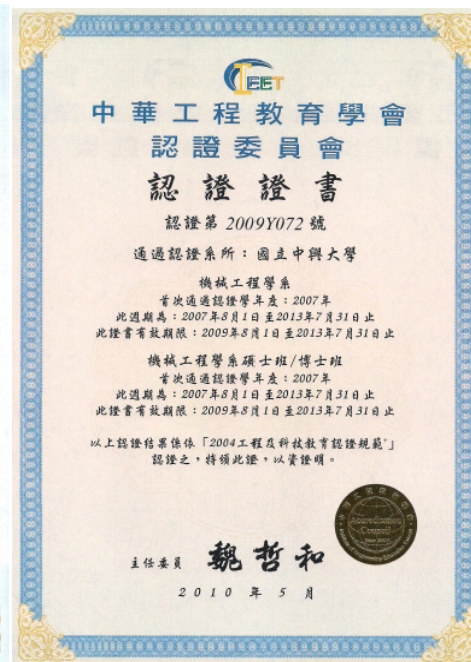 IEET
中華工程教育學會
認證委員會
認證證書
認證第 2009Y072 號
通過認證系所：國立中興大學
機械工程學系
首次通過認證學年度：2007年
此週期為：2007年8月1日至2013年7月31日止
此證書有效期限：2009年8月1日至2013年7月31日止
機械工程學系碩士班/博士班
首次通過認證學年度：2007年
此週期為：2007年8月1日至2013年7月31日止
此證書有效期限：2009年8月1日至2013年7月31日止
以上認證結果係依「2004工程及科技教育認證規範」
認證之，特頒此證，以資證明。
Accreditation
Council
主任委員 魏哲和
2010 年 5 月